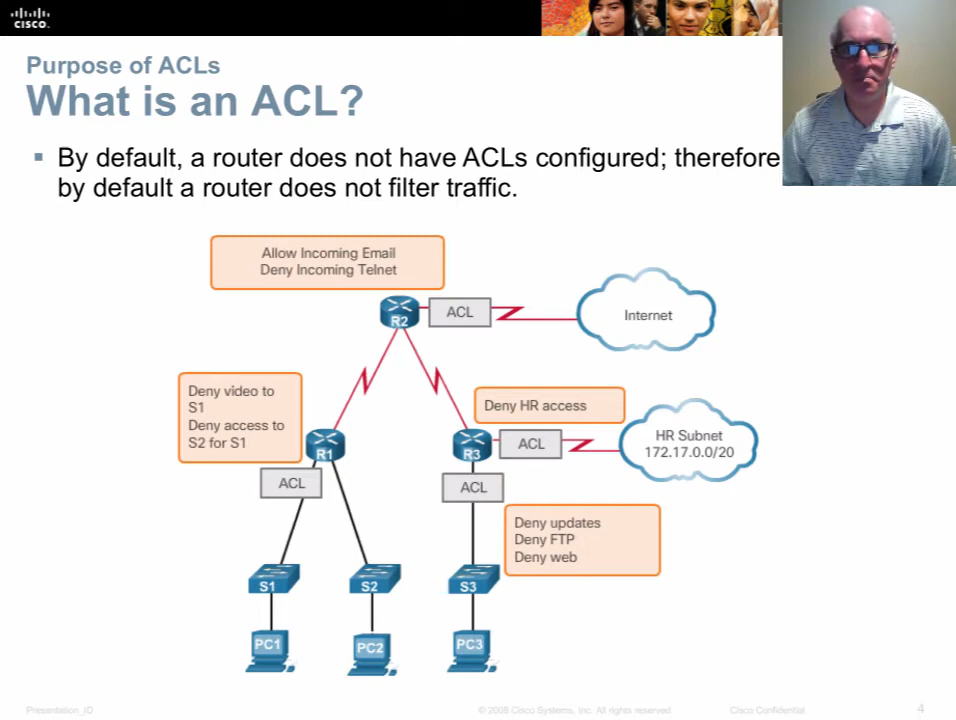 CISCO
Purpose of ACLs
What is an ACL?
By default, a router does not have ACLs configured; therefore
by default a router does not filter traffic.
Allow Incoming Email
Deny Incoming Telnet
R2
ACL
Internet
Deny video to
S1
Deny access to
S2 for S1
Deny HR access
R1
R3
ACL
HR Subnet
172.17.0.0/20
ACL
ACL
Deny updates
Deny FTP
Deny web
S1
S2
S3
PC1
PC2
PC3
Presentation_ID
© 2008 Cisco Systems, Inc. All rights reserved
Cisco Confidential
4